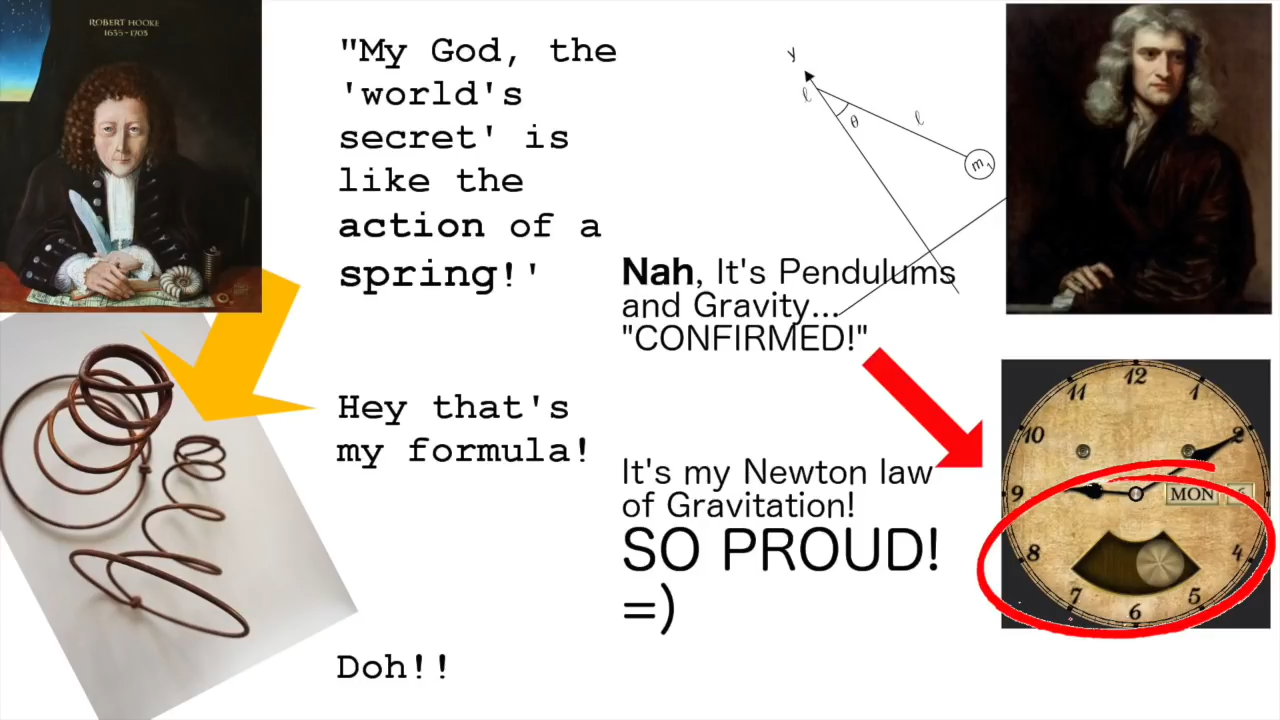 ROBERT HOOKE
1635-1703
"My God, the
'world's
secret' is
like the
action of a
spring!'
Hey that's
my formula!
Doh!!
y
ℓ
θ
ℓ
m₁
Nah, It's Pendulums
and Gravity...
"CONFIRMED!"
It's my Newton law
of Gravitation!
SO PROUD!
=)
12
1
2
MON
4
5
6
7
8
9
10
11